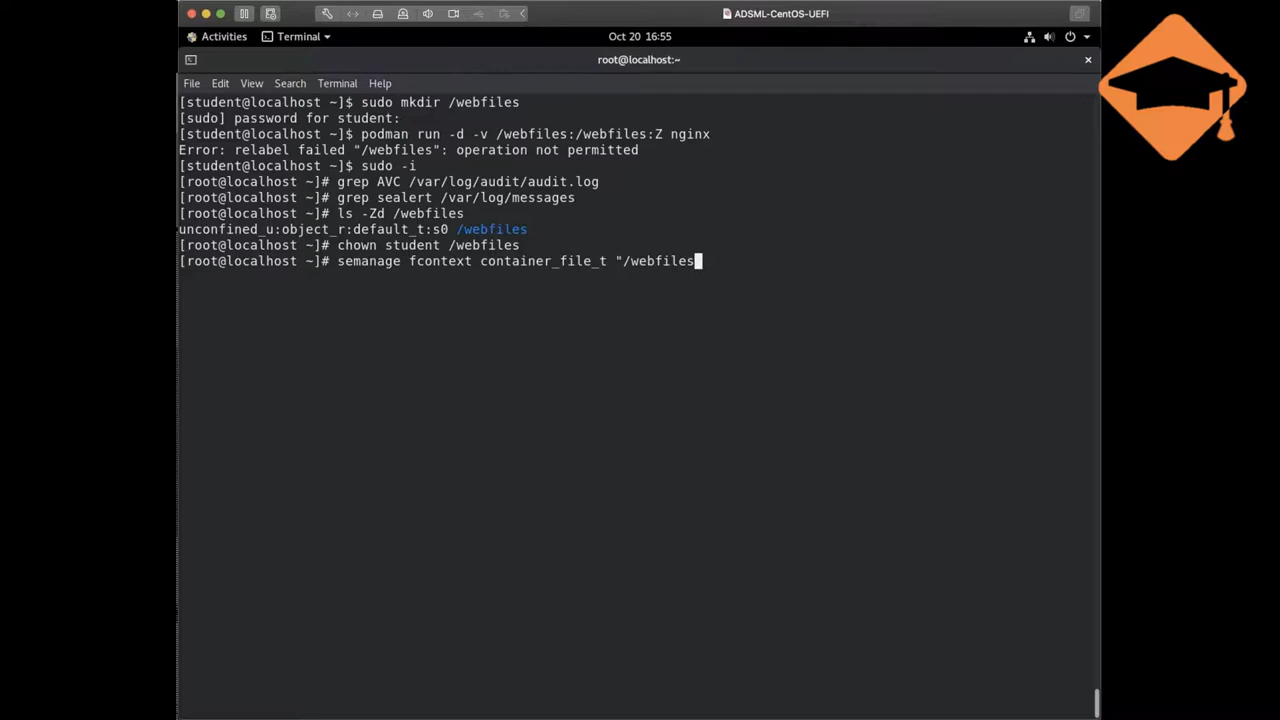 ADSML-CentOS-UEFI
Activities Terminal Oct 20 16:55
root@localhost:~
File Edit View Search Terminal Help
[student@localhost ~]$ sudo mkdir /webfiles
[sudo] password for student:
[student@localhost ~]$ podman run -d -v /webfiles:/webfiles:Z nginx
Error: relabel failed "/webfiles": operation not permitted
[student@localhost ~]$ sudo -i
[root@localhost ~]# grep AVC /var/log/audit/audit.log
[root@localhost ~]# grep sealert /var/log/messages
[root@localhost ~]# ls -Zd /webfiles
unconfined_u:object_r:default_t:s0 /webfiles
[root@localhost ~]# chown student /webfiles
[root@localhost ~]# semanage fcontext container_file_t "/webfiles